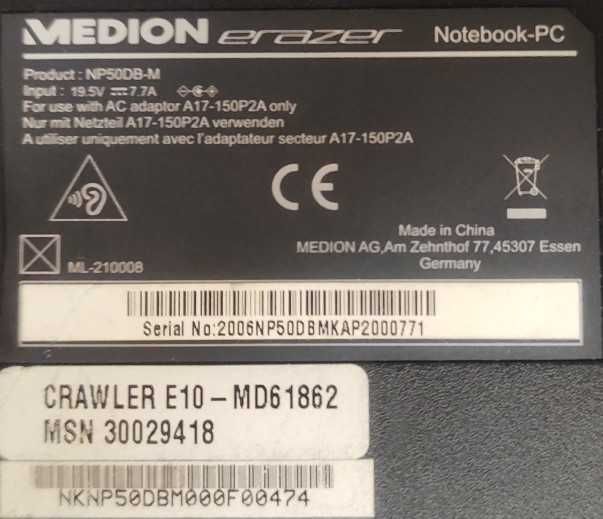 MEDION erazer Notebook-PC
Product : NP50DB-M
Input : 19.5V ⎓ 7.7A
For use with AC adaptor A17-150P2A only
Nur mit Netzteil A17-150P2A verwenden
A utiliser uniquement avec l'adaptateur secteur A17-150P2A
CE
Made in China
MEDION AG,Am Zehnthof 77,45307 Essen
Germany
ML-210008
Serial No:2006NP50DBMKAP2000771
CRAWLER E10 – MD61862
MSN 30029418
NKNP50DBM000F00474